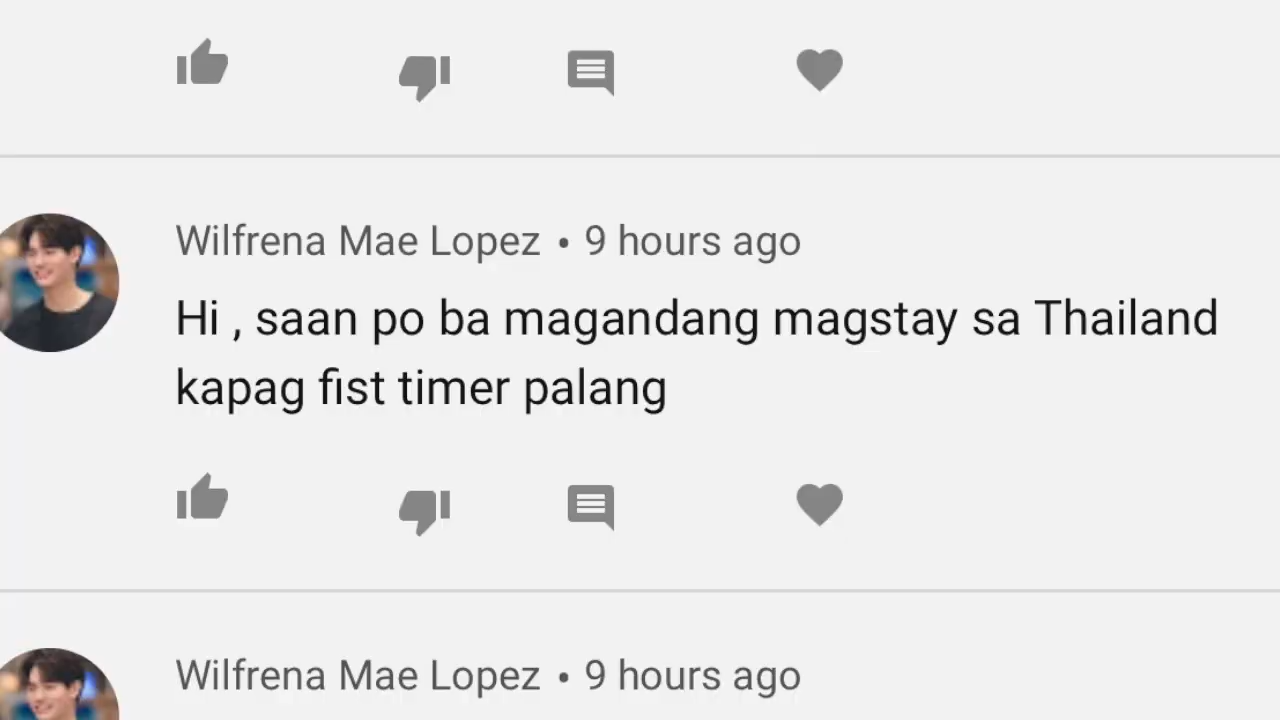 Wilfrena Mae Lopez • 9 hours ago
Hi , saan po ba magandang magstay sa Thailand
kapag fist timer palang
Wilfrena Mae Lopez • 9 hours ago